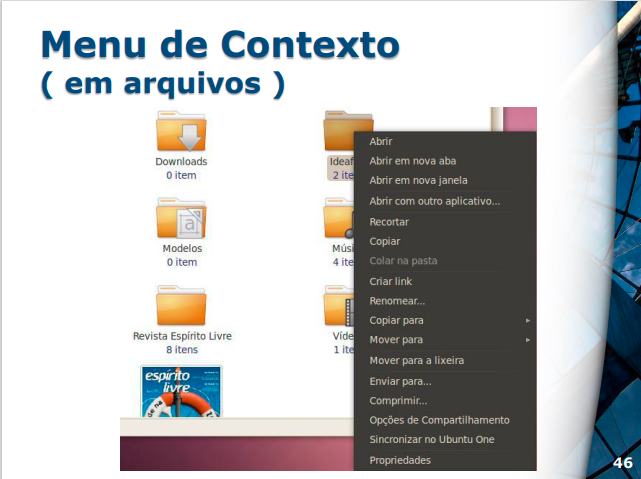 Menu de Contexto
( em arquivos )
Downloads
0 item
Modelos
0 item
4 ite
Revista Espírito Livre
8 itens
1 ite
espírito
livre
2 ite
Abrir
Abrir em nova aba
Abrir em nova janela
Abrir com outro aplicativo...
Recortar
Copiar
Colar na pasta
Criar link
Renomear...
Copiar para
Mover para
Mover para a lixeira
Enviar para...
Comprimir...
Opções de Compartilhamento
Sincronizar no Ubuntu One
Propriedades
46